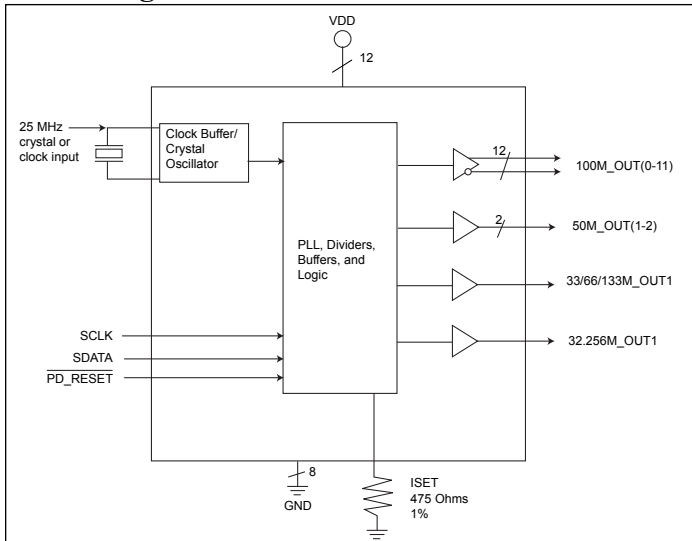 VDD
12
25 MHz
crystal or
clock input
Clock Buffer/
Crystal
Oscillator
PLL, Dividers,
Buffers, and
Logic
12
100M_OUT(0-11)
2
50M_OUT(1-2)
33/66/133M_OUT1
32.256M_OUT1
SCLK
SDATA
PD_RESET
8
GND
ISET
475 Ohms
1%